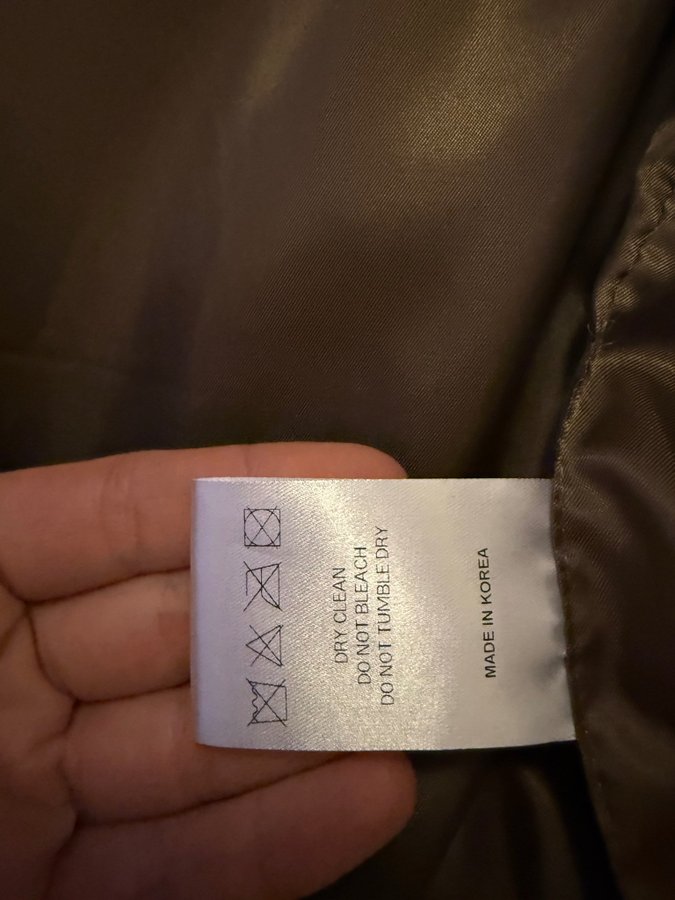 MADE IN KOREA
DRY CLEAN
DO NOT BLEACH
DO NOT TUMBLE DRY